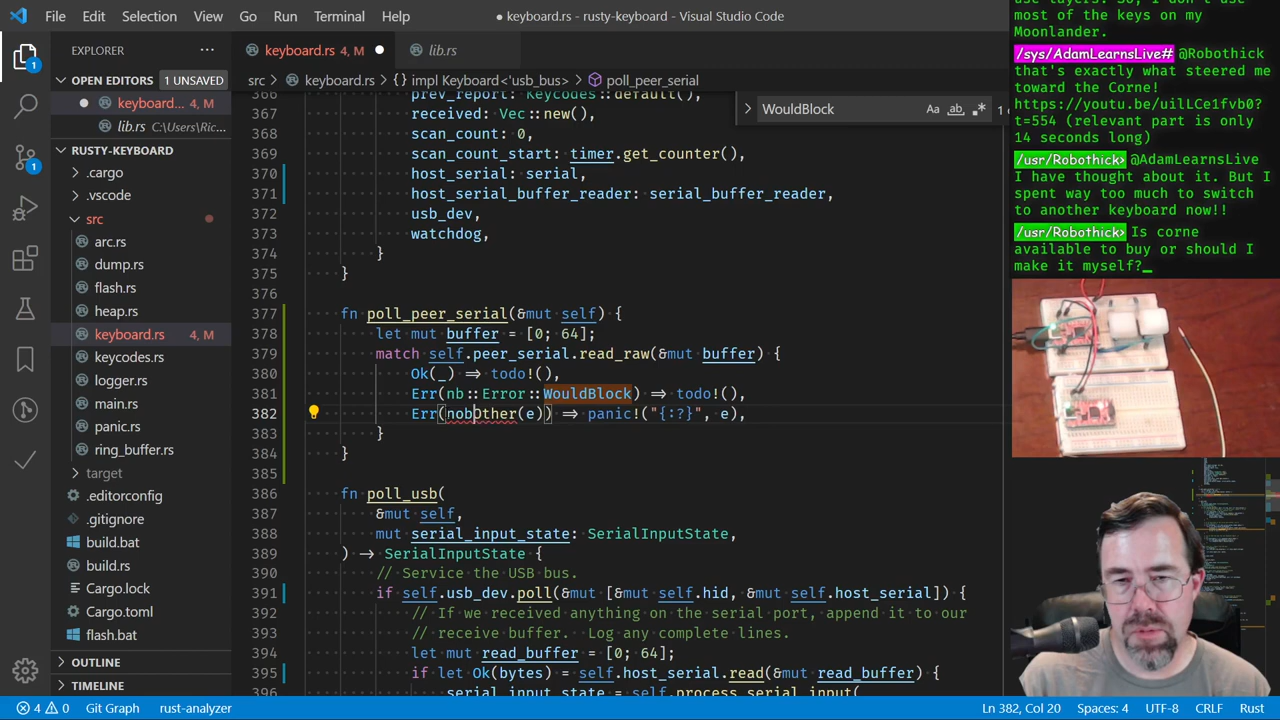 File Edit Selection View Go Run Terminal Help
● keyboard.rs - rusty-keyboard - Visual Studio Code
EXPLORER
OPEN EDITORS 1 UNSAVED
keyboard... 4, M
lib.rs C:\Users\Ric...
RUSTY-KEYBOARD
.cargo
.vscode
src
arc.rs
dump.rs
flash.rs
heap.rs
keyboard.rs 4, M
keycodes.rs
logger.rs
main.rs
panic.rs
ring_buffer.rs
target
.editorconfig
.gitignore
build.bat
build.rs
Cargo.lock
Cargo.toml
flash.bat
OUTLINE
TIMELINE
keyboard.rs 4, M ●
lib.rs
src > keyboard.rs > {} impl Keyboard<'usb_bus> > poll_peer_serial
WouldBlock
366 prev_report: Keycodes::default(),
367 received: Vec::new(),
368 scan_count: 0,
369 scan_count_start: timer.get_counter(),
370 host_serial: serial,
371 host_serial_buffer_reader: serial_buffer_reader,
372 usb_dev,
373 watchdog,
374 }
375 }
376
377 fn poll_peer_serial(&mut self) {
378 let mut buffer = [0; 64];
379 match self.peer_serial.read_raw(&mut buffer) {
380 Ok(_) => todo!(),
381 Err(nb::Error::WouldBlock) => todo!(),
382 Err(nobOther(e)) => panic!("{:?}", e),
383 }
384 }
385
386 fn poll_usb(
387 &mut self,
388 mut serial_input_state: SerialInputState,
389 ) -> SerialInputState {
390 // Service the USB bus.
391 if self.usb_dev.poll(&mut [&mut self.hid, &mut self.host_serial]) {
392 // If we received anything on the serial port, append it to our
393 // receive buffer. Log any complete lines.
394 let mut read_buffer = [0; 64];
395 if let Ok(bytes) = self.host_serial.read(&mut read_buffer) {
396 serial_input_state = self.process_serial_input(
most of the keys on my
Moonlander.
/sys/AdamLearnsLive# @Robothick
that's exactly what steered me
toward the Corne!
https://youtu.be/uilLCe1fvb0?
t=554 (relevant part is only
14 seconds long)
/usr/Robothick> @AdamLearnsLive
I have thought about it. But I
spent way too much to switch
to another keyboard now!!
/usr/Robothick> Is corne
available to buy or should I
make it myself?_
4 0 Git Graph rust-analyzer
Ln 382, Col 20 Spaces: 4 UTF-8 CRLF Rust